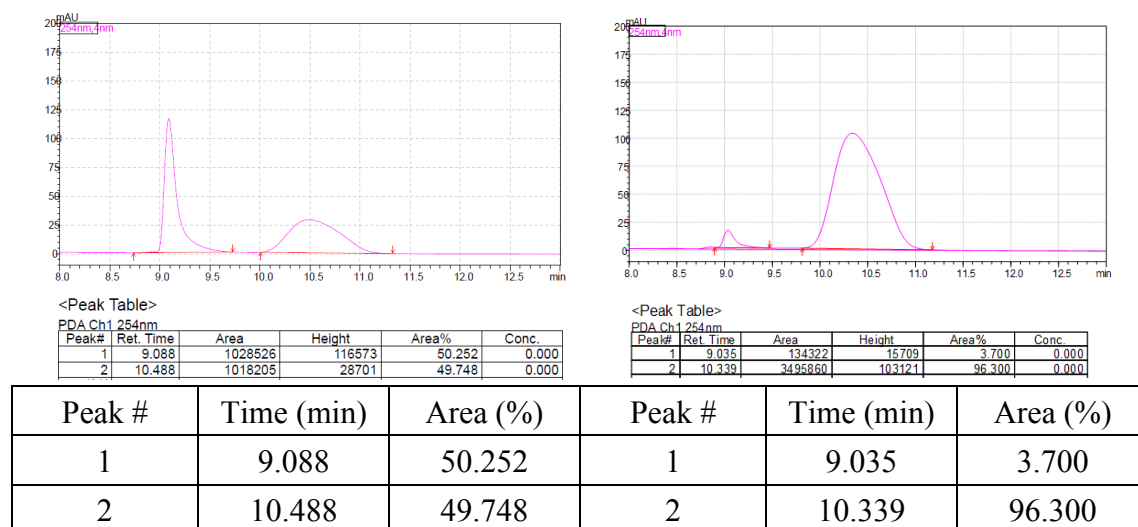 mAU
254nm,4nm
200
175
150
125
100
75
50
25
0
8.0 8.5 9.0 9.5 10.0 10.5 11.0 11.5 12.0 12.5 min
<Peak Table>
PDA Ch1 254nm
Peak# Ret. Time Area Height Area% Conc.
1 9.088 1028526 116573 50.252 0.000
2 10.488 1018205 28701 49.748 0.000
mAU
254nm,4nm
200
175
150
125
100
75
50
25
0
8.0 8.5 9.0 9.5 10.0 10.5 11.0 11.5 12.0 12.5 min
<Peak Table>
PDA Ch1 254nm
Peak# Ret. Time Area Height Area% Conc.
1 9.035 134322 15709 3.700 0.000
2 10.339 3495860 103121 96.300 0.000
Peak # Time (min) Area (%) Peak # Time (min) Area (%)
1 9.088 50.252 1 9.035 3.700
2 10.488 49.748 2 10.339 96.300